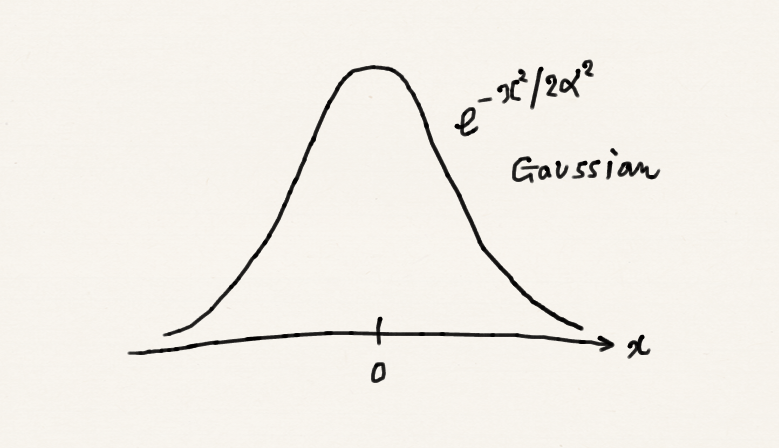 e^{-x²/2α²}
Gaussian
x
0